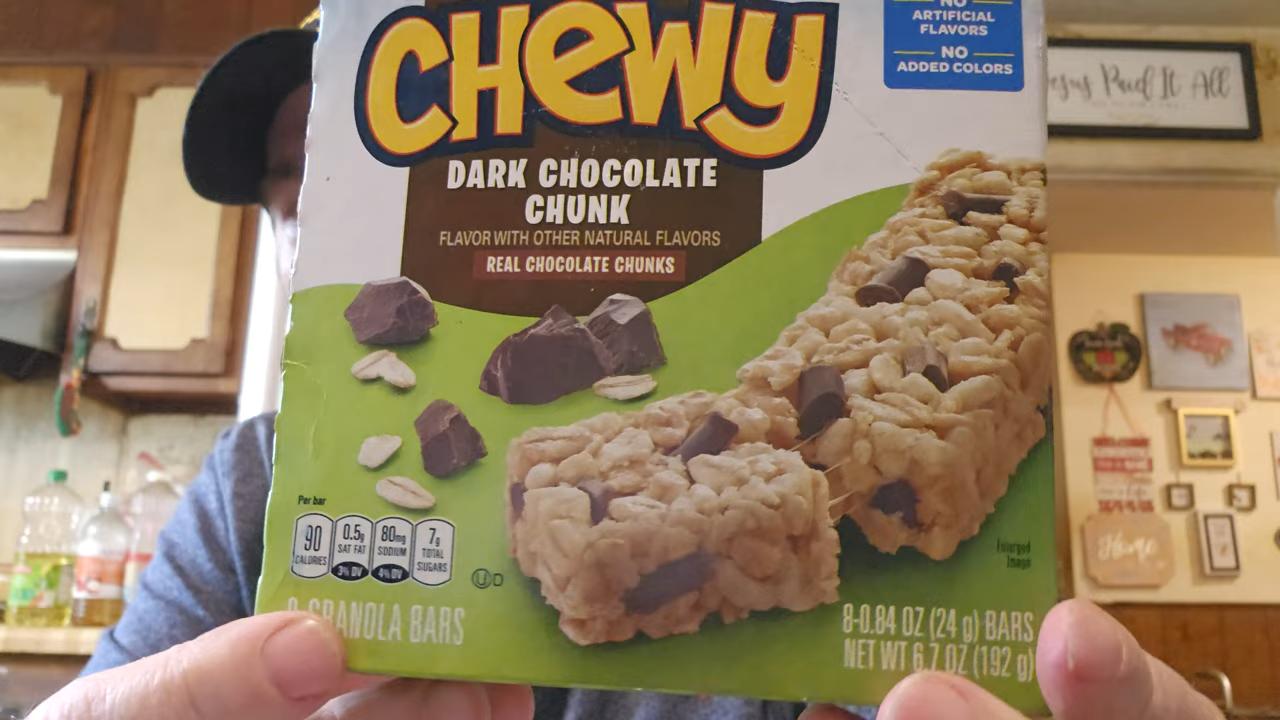 CHEWY
NO
ARTIFICIAL
FLAVORS
NO
ADDED COLORS
DARK CHOCOLATE
CHUNK
FLAVOR WITH OTHER NATURAL FLAVORS
REAL CHOCOLATE CHUNKS
Paid It All
Per bar
90
CALORIES
0.5g
SAT FAT
3% DV
80mg
SODIUM
4% DV
7g
TOTAL
SUGARS
U D
Enlarged
Image
GRANOLA BARS
8-0.84 OZ (24 g) BARS
NET WT 6.7 OZ (192 g)
Home